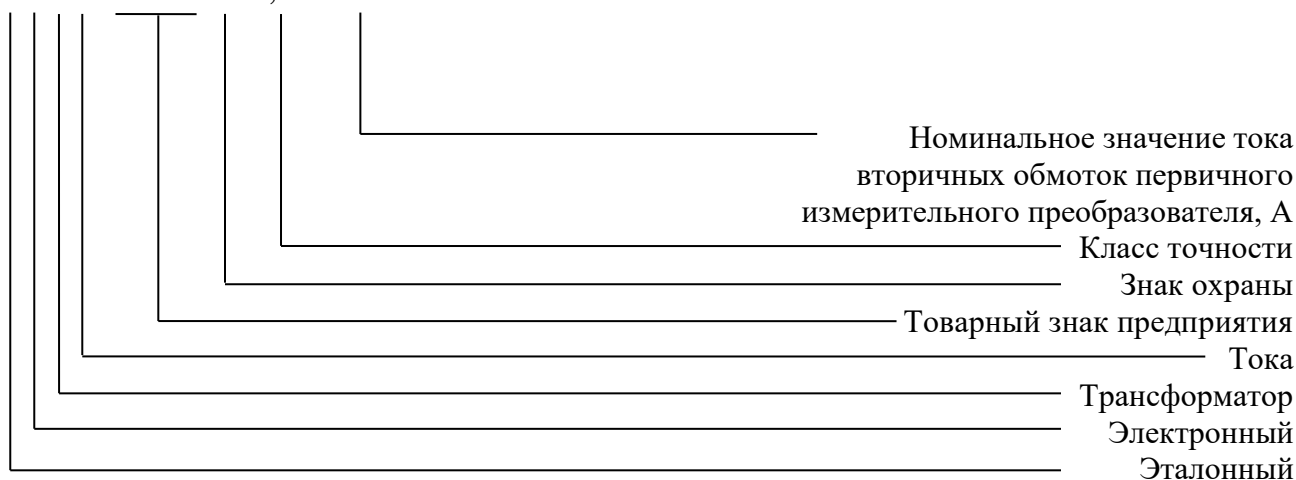 Номинальное значение тока
вторичных обмоток первичного
измерительного преобразователя, А
Класс точности
Знак охраны
Товарный знак предприятия
Тока
Трансформатор
Электронный
Эталонный